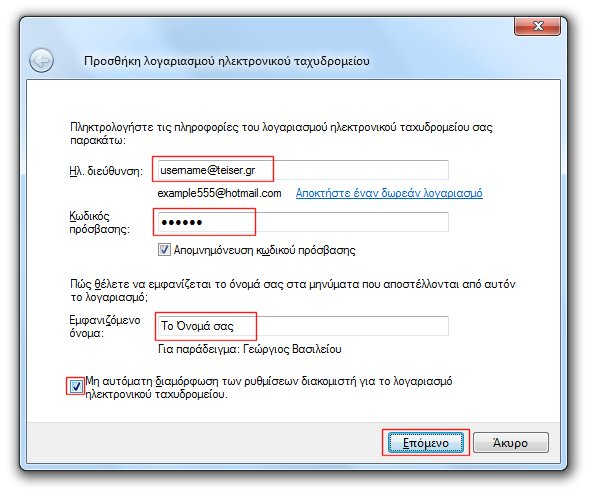 Προσθήκη λογαριασμού ηλεκτρονικού ταχυδρομείου
Πληκτρολογήστε τις πληροφορίες του λογαριασμού ηλεκτρονικού ταχυδρομείου σας
παρακάτω:
Ηλ. διεύθυνση:
username@teiser.gr
example555@hotmail.com Αποκτήστε έναν δωρεάν λογαριασμό
Κωδικός
πρόσβασης:
●●●●●●
Απομνημόνευση κωδικού πρόσβασης
Πώς θέλετε να εμφανίζεται το όνομά σας στα μηνύματα που αποστέλλονται από αυτόν
το λογαριασμό;
Εμφανιζόμενο
όνομα:
Το Όνομά σας
Για παράδειγμα: Γεώργιος Βασιλείου
Μη αυτόματη διαμόρφωση των ρυθμίσεων διακομιστή για το λογαριασμό
ηλεκτρονικού ταχυδρομείου.
Επόμενο Άκυρο